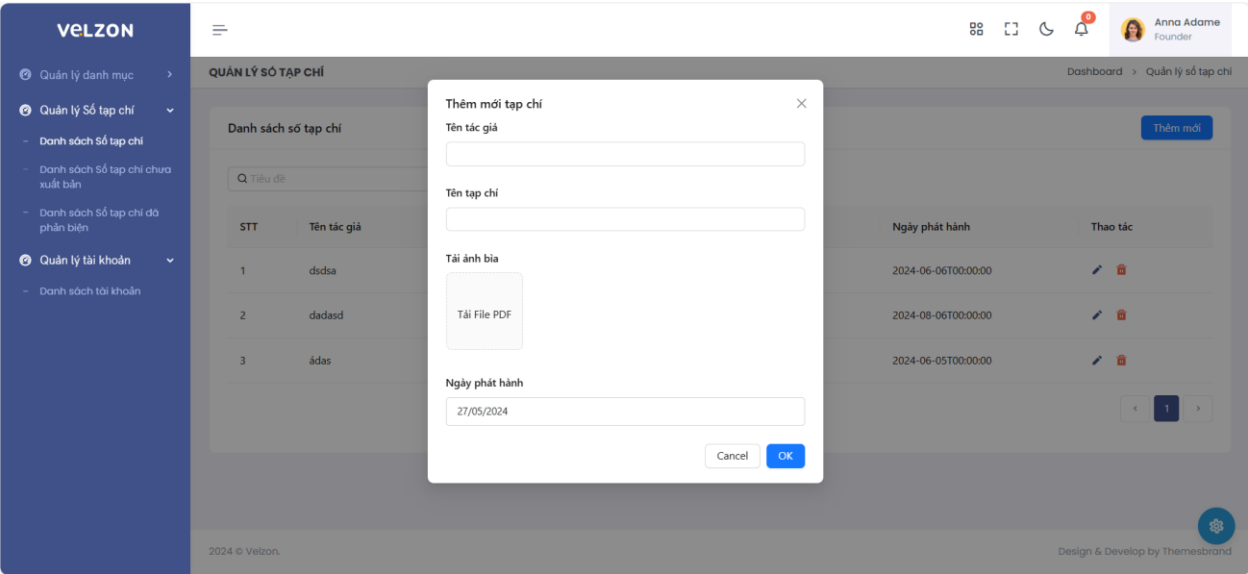 VELZON
Quản lý danh mục
Quản lý Số tạp chí
Danh sách Số tạp chí
Danh sách Số tạp chí chưa
xuất bản
Danh sách Số tạp chí đã
phản biện
Quản lý tài khoản
Danh sách tài khoản
0
Anna Adame
Founder
QUẢN LÝ SỐ TẠP CHÍ
Dashboard > Quản lý số tạp chí
Danh sách số tạp chí
Thêm mới
Tiêu đề
STT Tên tác giả Ngày phát hành Thao tác
1 dsdsa 2024-06-06T00:00:00
2 dadasd 2024-08-06T00:00:00
3 ádas 2024-06-05T00:00:00
< 1 >
Thêm mới tạp chí
Tên tác giả
Tên tạp chí
Tải ảnh bìa
Tải File PDF
Ngày phát hành
27/05/2024
Cancel OK
2024 © Velzon.
Design & Develop by Themesbrand